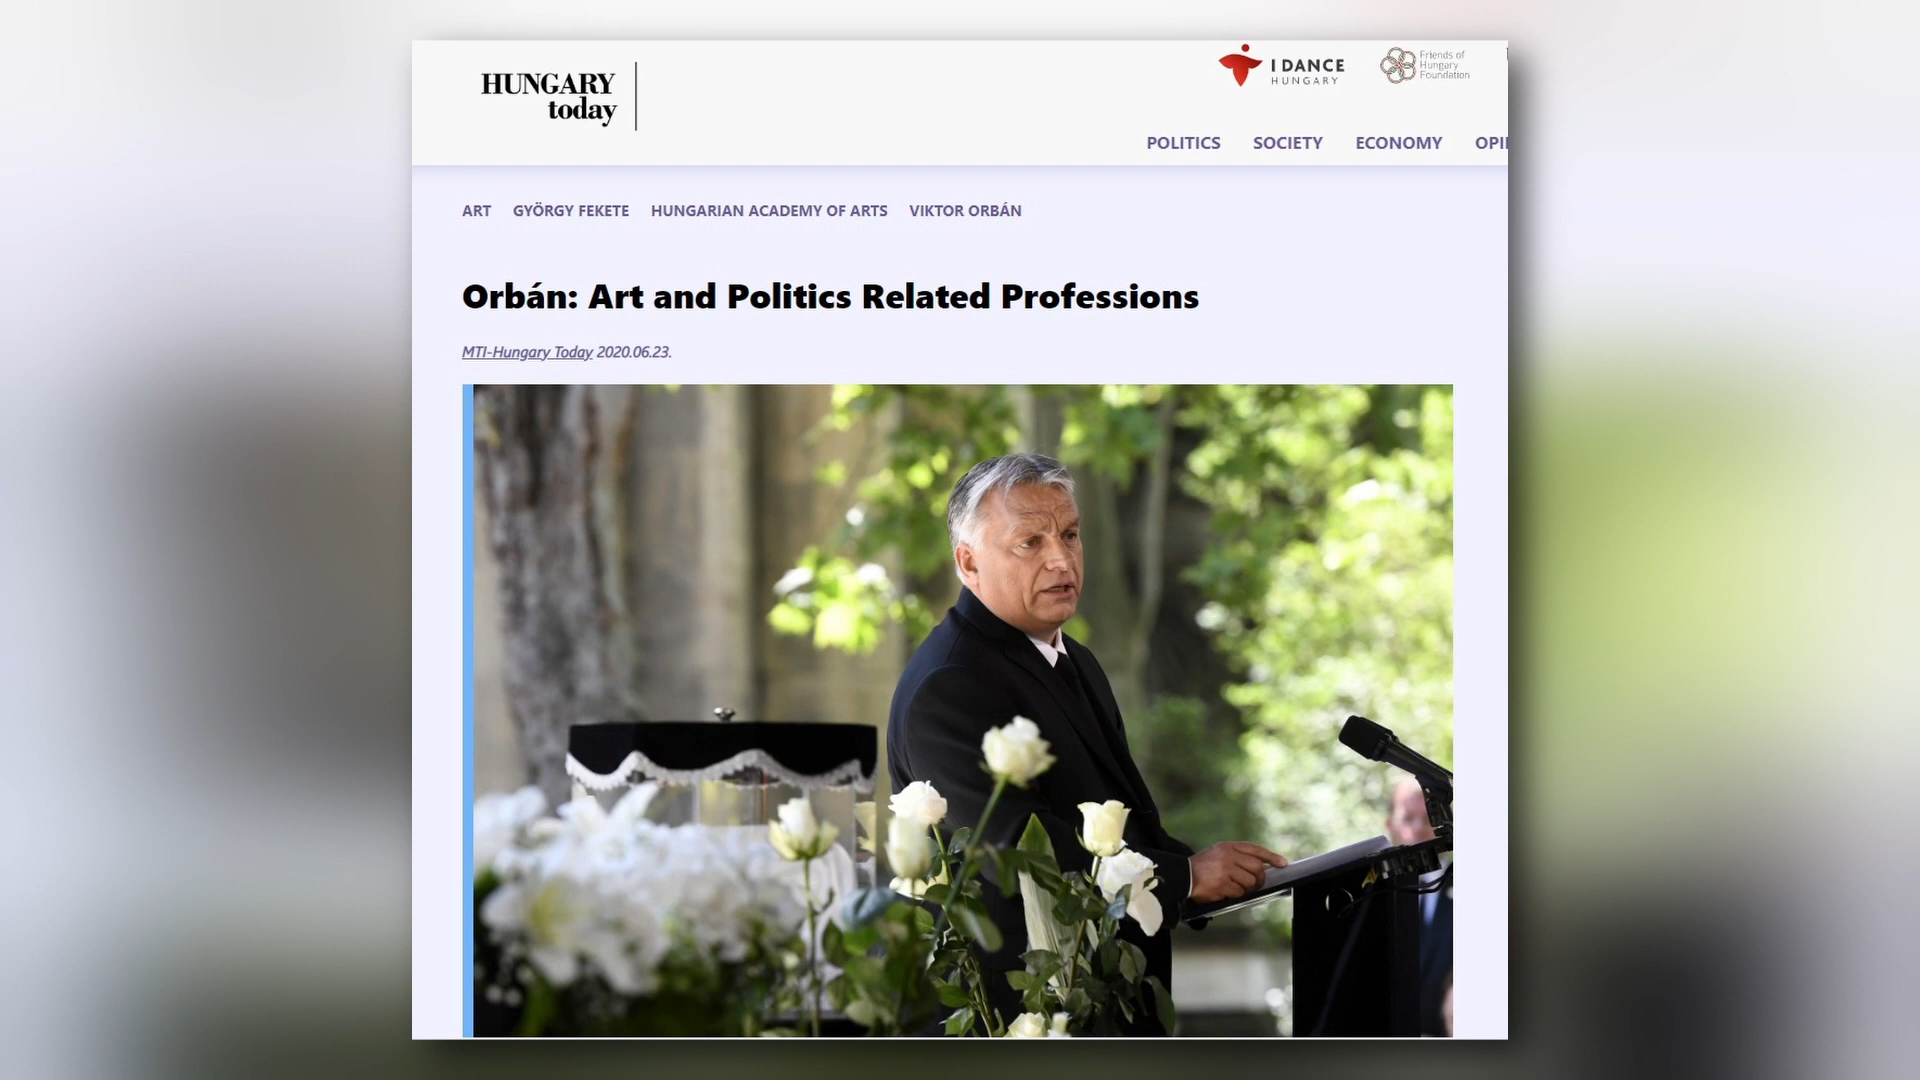 HUNGARY
today
I DANCE
HUNGARY
Friends of
Hungary
Foundation
POLITICS SOCIETY ECONOMY OPI
ART GYÖRGY FEKETE HUNGARIAN ACADEMY OF ARTS VIKTOR ORBÁN
Orbán: Art and Politics Related Professions
MTI-Hungary Today 2020.06.23.